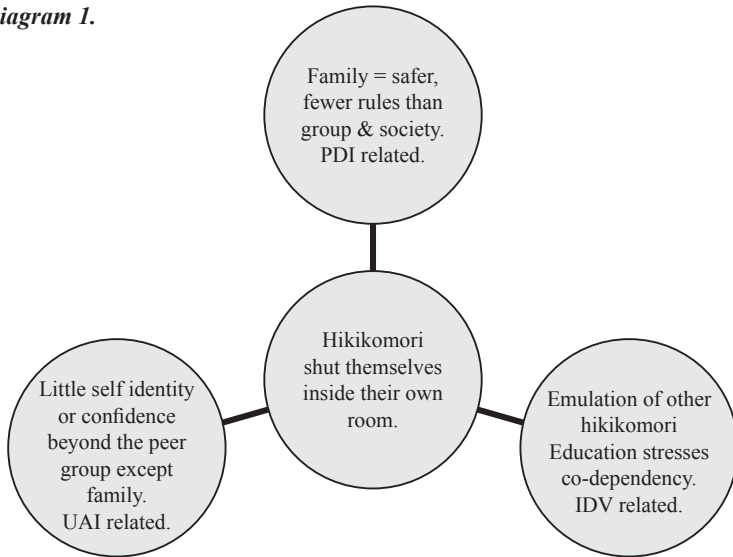 iagram 1.
Family = safer,
fewer rules than
group & society.
PDI related.
Hikikomori
shut themselves
inside their own
room.
Little self identity
or confidence
beyond the peer
group except
family.
UAI related.
Emulation of other
hikikomori
Education stresses
co-dependency.
IDV related.